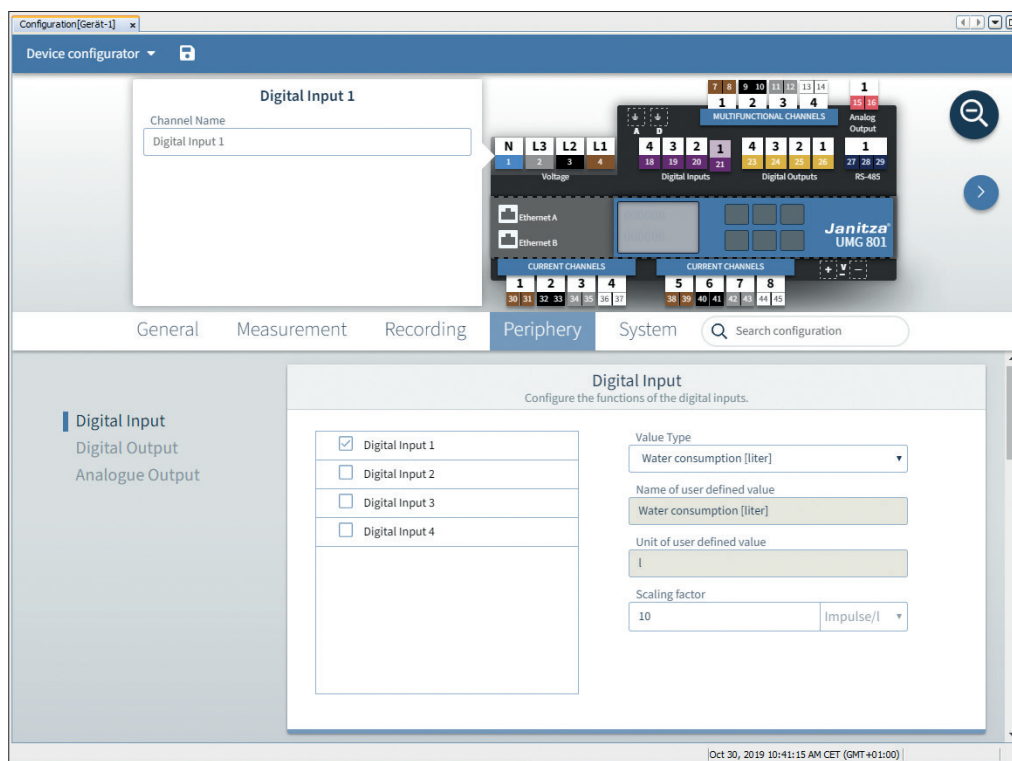 Configuration[Gerät-1] x
Device configurator
Digital Input 1
Channel Name
Digital Input 1
7 8 9 10 11 12 13 14
1 2 3 4
MULTIFUNCTIONAL CHANNELS
1
15 16
Analog
Output
A D
N L3 L2 L1
1 2 3 4
Voltage
4 3 2 1
18 19 20 21
Digital Inputs
4 3 2 1
23 24 25 26
Digital Outputs
1
27 28 29
RS-485
Ethernet A
Ethernet B
Janitza®
UMG 801
CURRENT CHANNELS
1 2 3 4
30 31 32 33 34 35 36 37
CURRENT CHANNELS
5 6 7 8
38 39 40 41 42 43 44 45
+ V −
General Measurement Recording Periphery System Search configuration
Digital Input
Digital Output
Analogue Output
Digital Input
Configure the functions of the digital inputs.
Digital Input 1
Digital Input 2
Digital Input 3
Digital Input 4
Value Type
Water consumption [liter]
Name of user defined value
Water consumption [liter]
Unit of user defined value
l
Scaling factor
10 Impulse/l
Oct 30, 2019 10:41:15 AM CET (GMT+01:00)